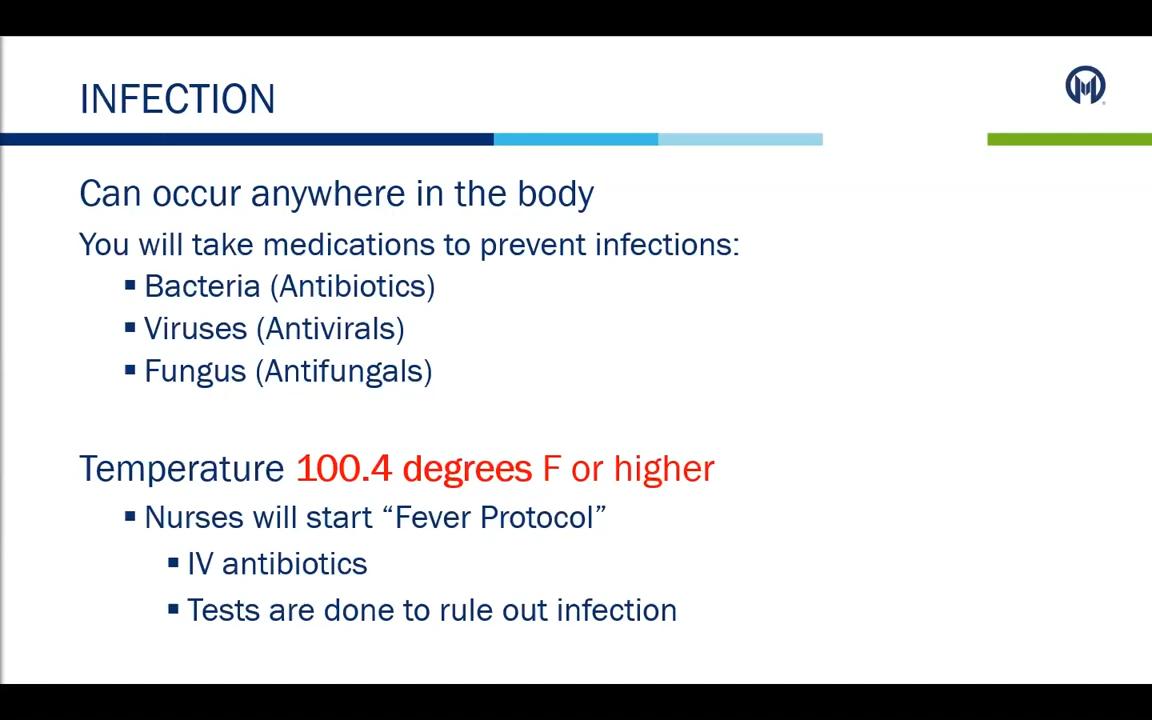 INFECTION
Can occur anywhere in the body
You will take medications to prevent infections:
▪ Bacteria (Antibiotics)
▪ Viruses (Antivirals)
▪ Fungus (Antifungals)
Temperature 100.4 degrees F or higher
▪ Nurses will start “Fever Protocol”
▪ IV antibiotics
▪ Tests are done to rule out infection